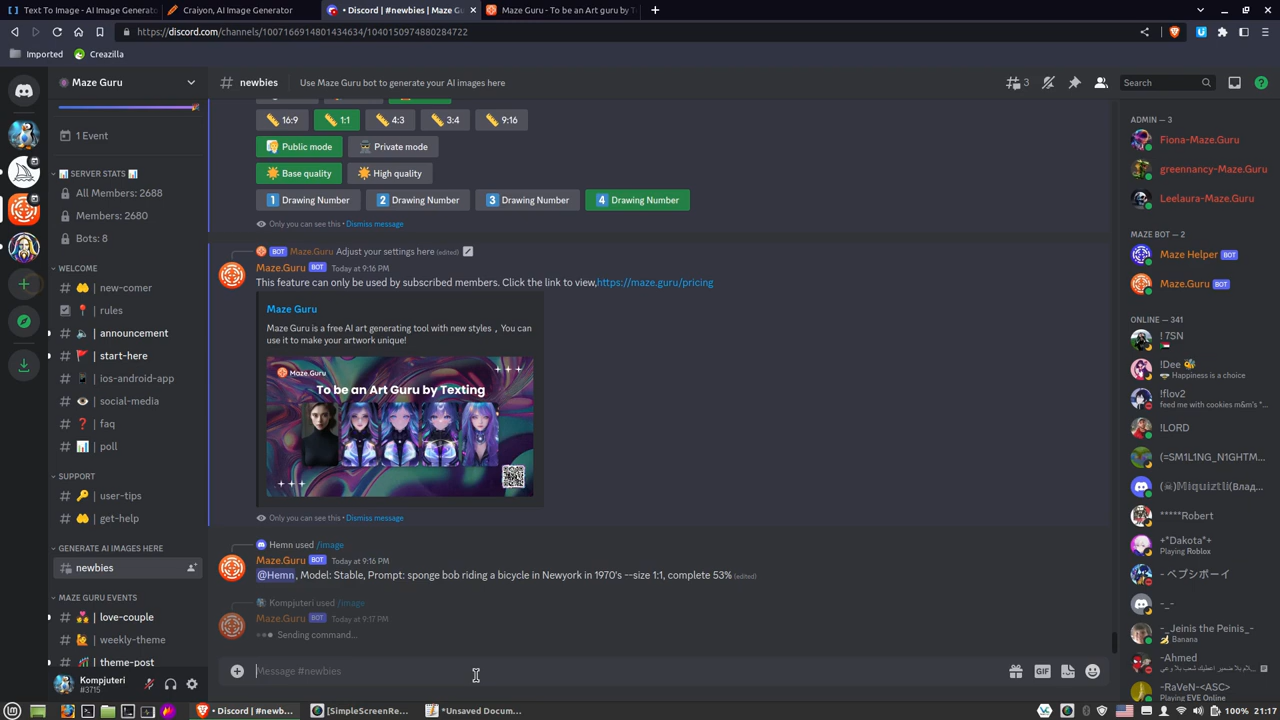 Text To Image - AI Image Generato
Craiyon, AI Image Generator
• Discord | #newbies | Maze Gu
Maze Guru - To be an Art guru by T
https://discord.com/channels/1007166914801434634/1040150974880284722
Imported
Creazilla
Maze Guru
# newbies
Use Maze Guru bot to generate your AI images here
3
Search
1 Event
📊 SERVER STATS 📊
All Members: 2688
Members: 2680
Bots: 8
WELCOME
| new-comer
| rules
| announcement
| start-here
| ios-android-app
| social-media
| faq
| poll
SUPPORT
| user-tips
| get-help
GENERATE AI IMAGES HERE
newbies
MAZE GURU EVENTS
| love-couple
| weekly-theme
| theme-post
Kompjuteri
#3715
16:9
1:1
4:3
3:4
9:16
Public mode
Private mode
Base quality
High quality
1 Drawing Number
2 Drawing Number
3 Drawing Number
4 Drawing Number
Only you can see this • Dismiss message
BOT Maze.Guru Adjust your settings here (edited)
Maze.Guru BOT Today at 9:16 PM
This feature can only be used by subscribed members. Click the link to view,https://maze.guru/pricing
Maze Guru
Maze Guru is a free AI art generating tool with new styles , You can
use it to make your artwork unique!
Maze.Guru
To be an Art Guru by Texting
Only you can see this • Dismiss message
Hemn used /image
Maze.Guru BOT Today at 9:16 PM
@Hemn, Model: Stable, Prompt: sponge bob riding a bicycle in Newyork in 1970's --size 1:1, complete 53% (edited)
Kompjuteri used /image
Maze.Guru BOT Today at 9:17 PM
Sending command...
Message #newbies
GIF
ADMIN — 3
Fiona-Maze.Guru
greennancy-Maze.Guru
Leelaura-Maze.Guru
MAZE BOT — 2
Maze Helper BOT
Maze.Guru BOT
ONLINE — 341
! 7SN
!Dee
Happiness is a choice
!flov2
feed me with cookies m&m's
!LORD
(=SM1L1NG_N1GHTM...
(☠)𝕄𝕚𝕢𝕦𝕚𝕫𝕥𝕝𝕚(Влад...
*****Robert
+*Dakota*+
Playing Roblox
- ベプシボーイ
-_-
-_Jeinis the Peinis_-
Banana
-Ahmed
-RaVeN-<ASC>
Playing EVE Online
Discord | #newb...
[SimpleScreenRe...
*Unsaved Docum...
100%
21:17